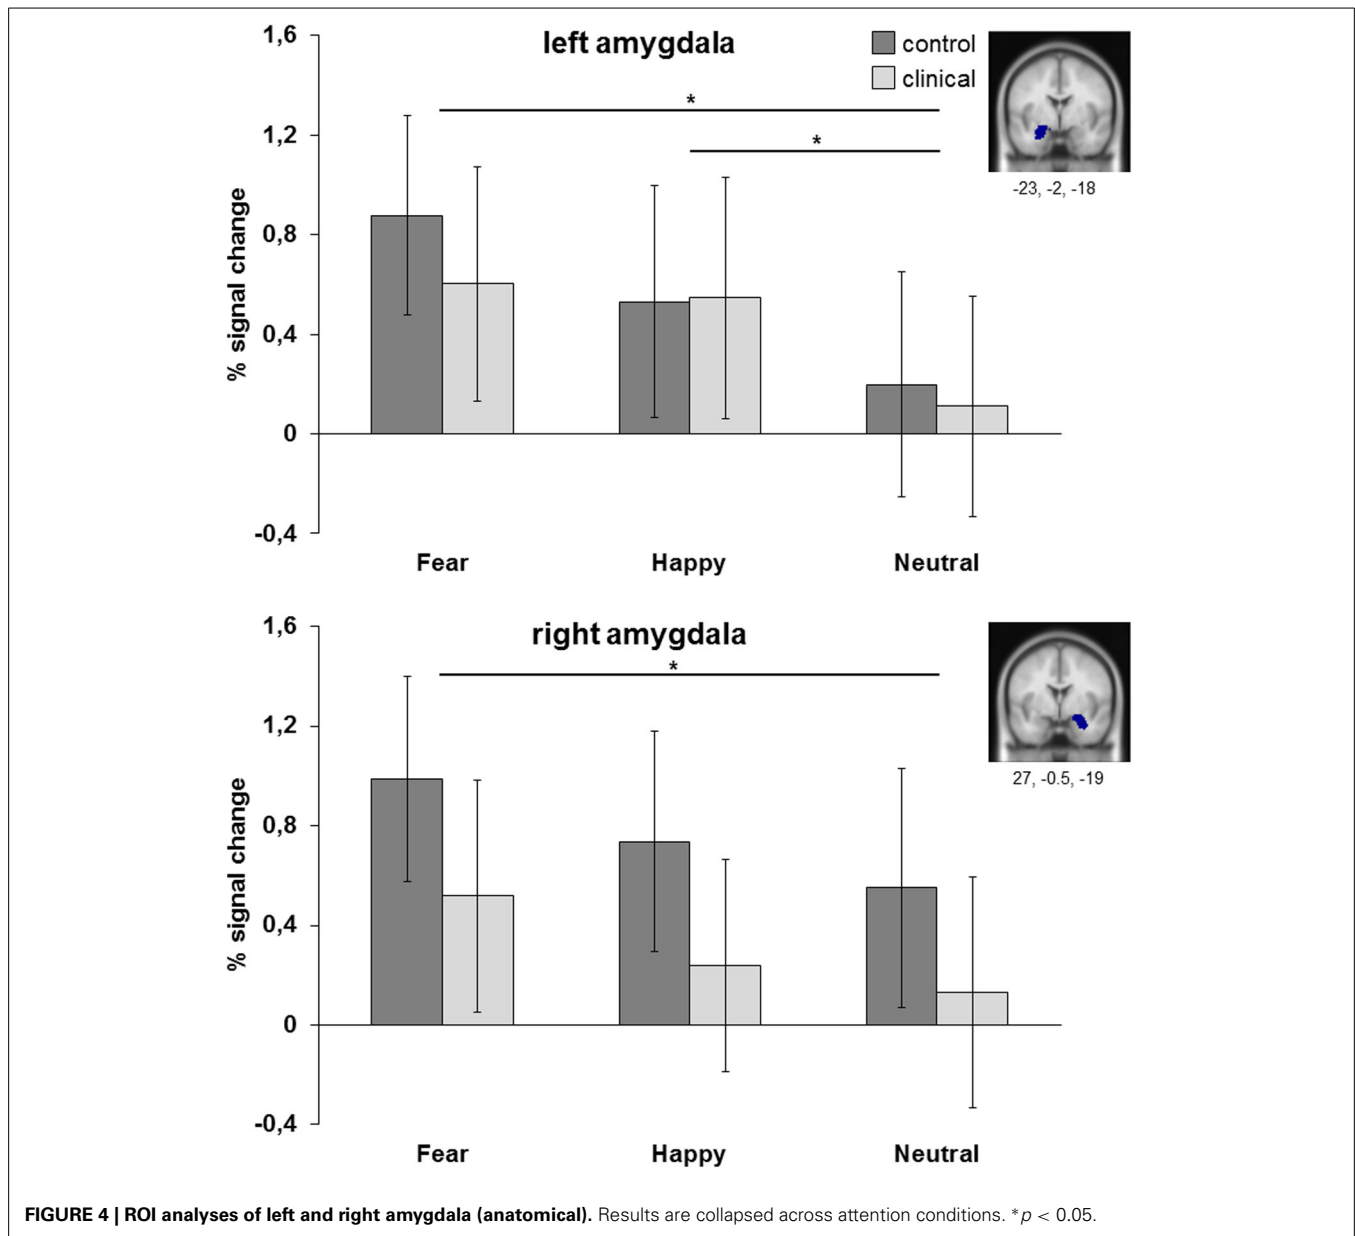 1,6
left amygdala
control
clinical
*
1,2
*
-23, -2, -18
0,8
% signal change
0,4
0
-0,4
Fear Happy Neutral
1,6
right amygdala
*
1,2
27, -0.5, -19
0,8
% signal change
0,4
0
-0,4
Fear Happy Neutral
FIGURE 4 | ROI analyses of left and right amygdala (anatomical). Results are collapsed across attention conditions. *p < 0.05.